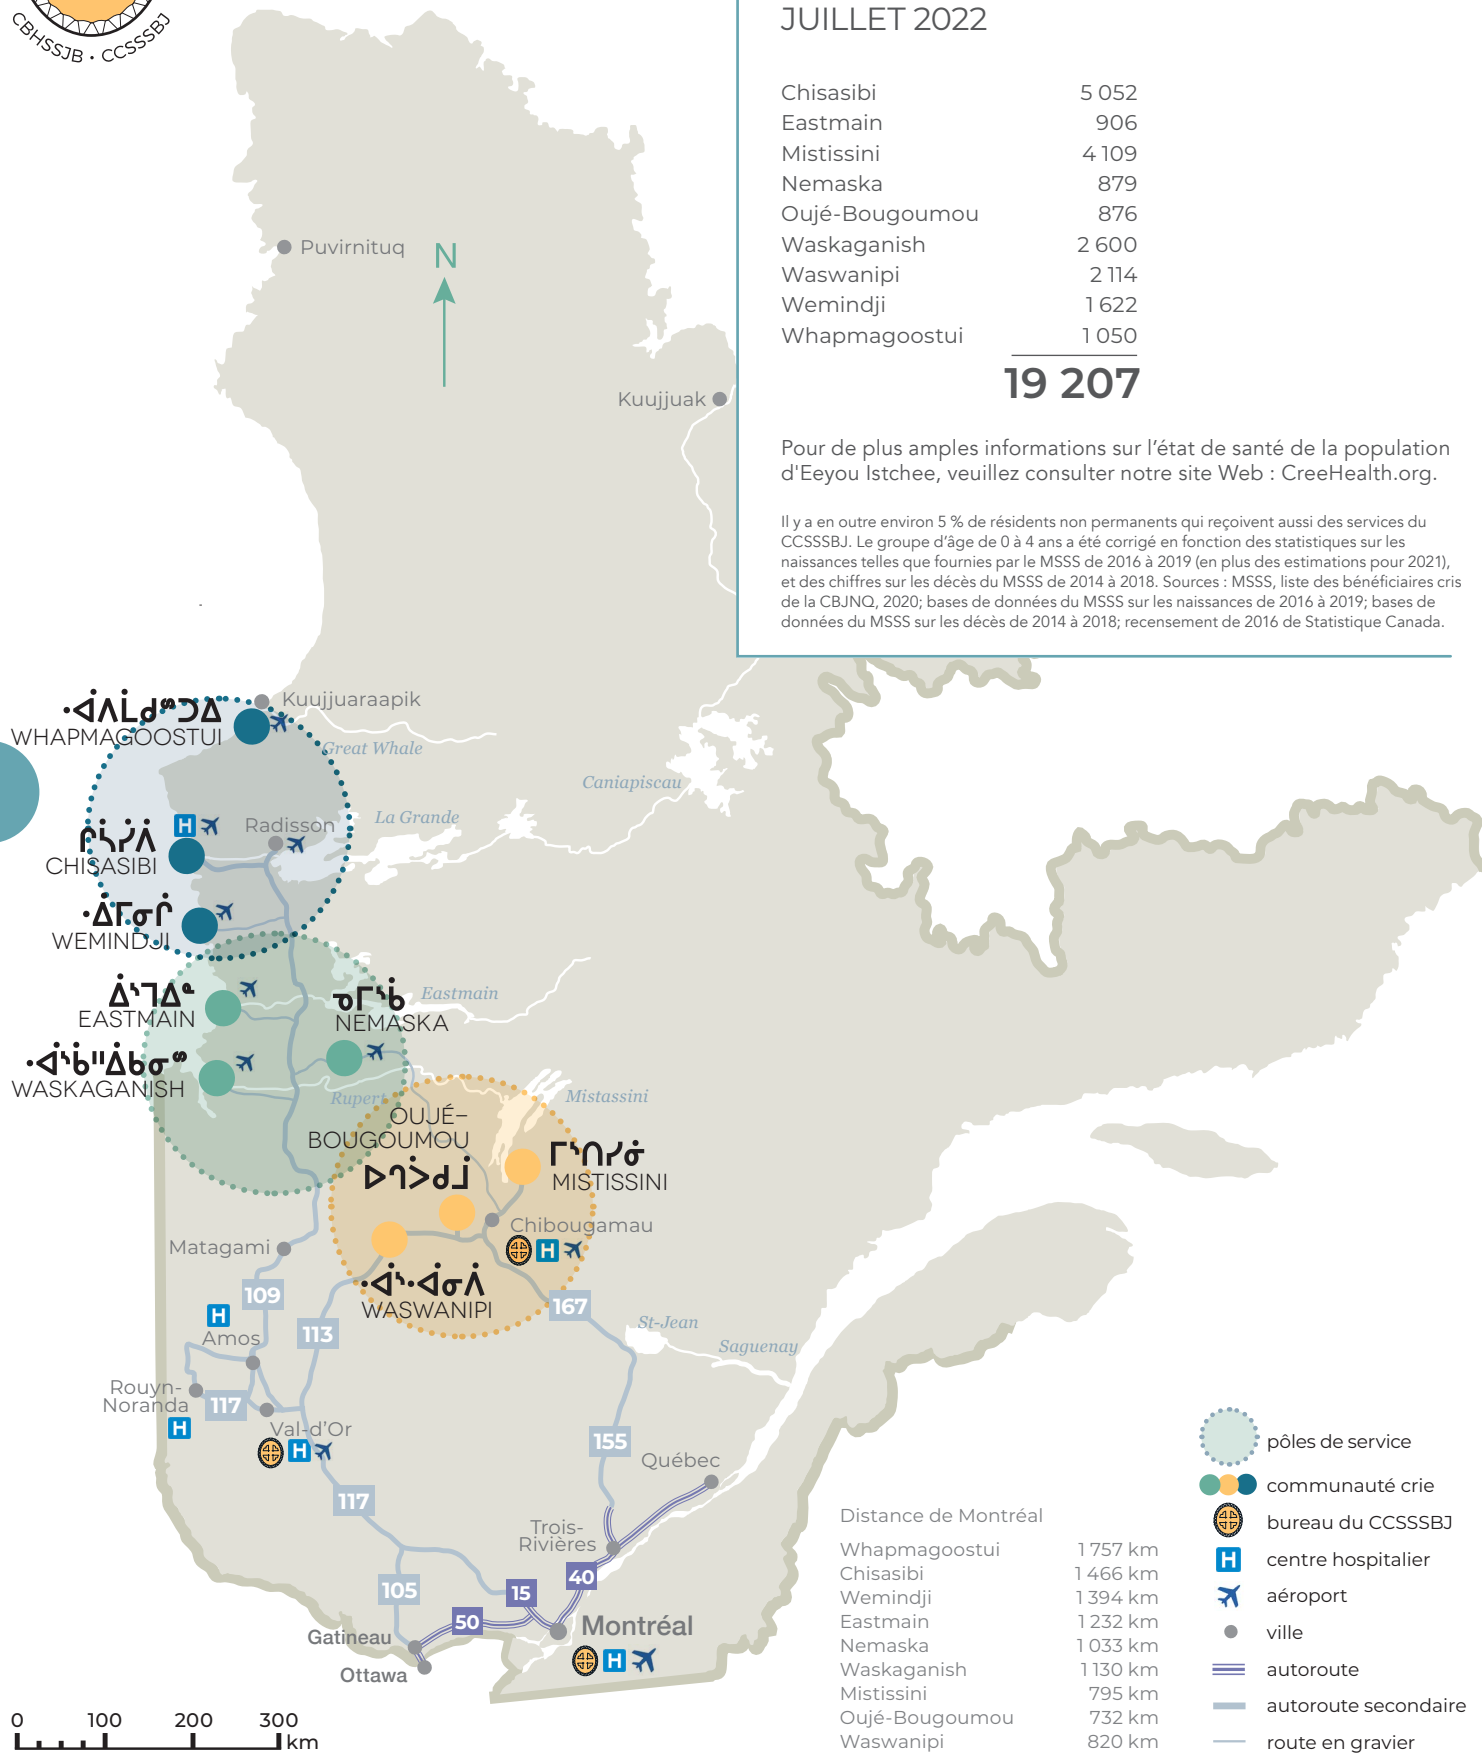 CBHSSJB • CCSSSBJ
JUILLET 2022
Chisasibi 5 052
Eastmain 906
Mistissini 4 109
Nemaska 879
Oujé-Bougoumou 876
Waskaganish 2 600
Waswanipi 2 114
Wemindji 1 622
Whapmagoostui 1 050
19 207
Pour de plus amples informations sur l'état de santé de la population
d'Eeyou Istchee, veuillez consulter notre site Web : CreeHealth.org.
Il y a en outre environ 5 % de résidents non permanents qui reçoivent aussi des services du
CCSSSBJ. Le groupe d'âge de 0 à 4 ans a été corrigé en fonction des statistiques sur les
naissances telles que fournies par le MSSS de 2016 à 2019 (en plus des estimations pour 2021),
et des chiffres sur les décès du MSSS de 2014 à 2018. Sources : MSSS, liste des bénéficiaires cris
de la CBJNQ, 2020; bases de données du MSSS sur les naissances de 2016 à 2019; bases de
données du MSSS sur les décès de 2014 à 2018; recensement de 2016 de Statistique Canada.
Puvirnituq
N
Kuujjuak
Kuujjuaraapik
ᐙᐱᒫᑯᔥᑐᐃ
WHAPMAGOOSTUI
Great Whale
Caniapiscau
La Grande
H
Radisson
ᒋᓵᓰᐲ
CHISASIBI
ᐐᒥᓂᒌ
WEMINDJI
ᐄᔅᒣᐃᓐ
EASTMAIN
Eastmain
ᓀᒥᔅᑳ
NEMASKA
ᐙᔅᑳᐦᐄᑲᓂᔥ
WASKAGANISH
Rupert
Mistassini
OUJÉ-
BOUGOUMOU
ᐅᒉᐴᑯᒨ
ᒥᔅᑎᓯᓃ
MISTISSINI
Chibougamau
H
ᐙᔅᐙᓂᐲ
WASWANIPI
Matagami
109
113
167
H
Amos
St-Jean
Saguenay
Rouyn-
Noranda
117
H
Val-d'Or
H
155
Québec
117
Trois-
Rivières
105
15
40
50
Montréal
H
Gatineau
Ottawa
0 100 200 300
km
Distance de Montréal
Whapmagoostui 1 757 km
Chisasibi 1 466 km
Wemindji 1 394 km
Eastmain 1 232 km
Nemaska 1 033 km
Waskaganish 1 130 km
Mistissini 795 km
Oujé-Bougoumou 732 km
Waswanipi 820 km
pôles de service
communauté crie
bureau du CCSSSBJ
H centre hospitalier
aéroport
ville
autoroute
autoroute secondaire
route en gravier